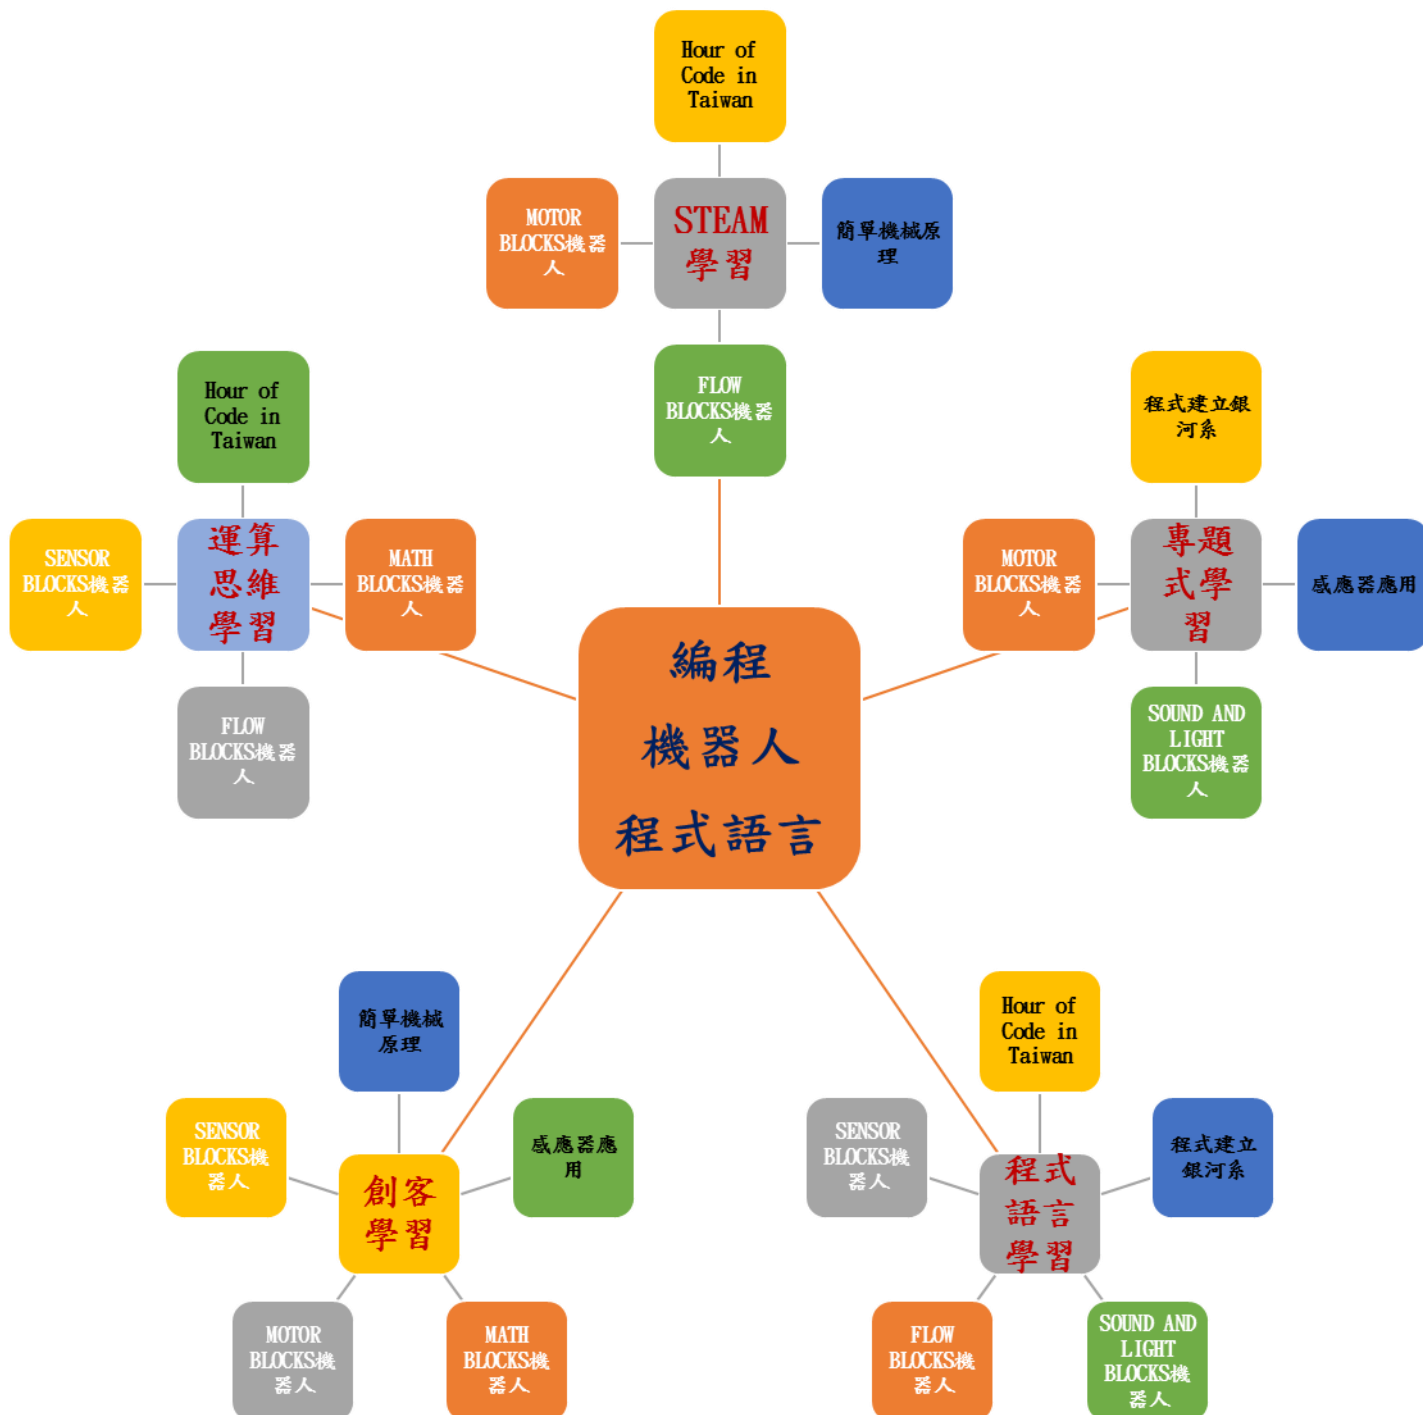 Hour of
Code in
Taiwan
MOTOR
BLOCKS機器
人
STEAM
學習
簡單機械原
理
FLOW
BLOCKS機器
人
Hour of
Code in
Taiwan
SENSOR
BLOCKS機器
人
運算
思維
學習
MATH
BLOCKS機器
人
FLOW
BLOCKS機器
人
程式建立銀
河系
MOTOR
BLOCKS機器
人
專題
式學
習
感應器應用
SOUND AND
LIGHT
BLOCKS機器
人
編程
機器人
程式語言
簡單機械
原理
SENSOR
BLOCKS機
器人
感應器應
用
創客
學習
MOTOR
BLOCKS機
器人
MATH
BLOCKS機
器人
Hour of
Code in
Taiwan
SENSOR
BLOCKS機
器人
程式建立
銀河系
程式
語言
學習
FLOW
BLOCKS機
器人
SOUND AND
LIGHT
BLOCKS機
器人